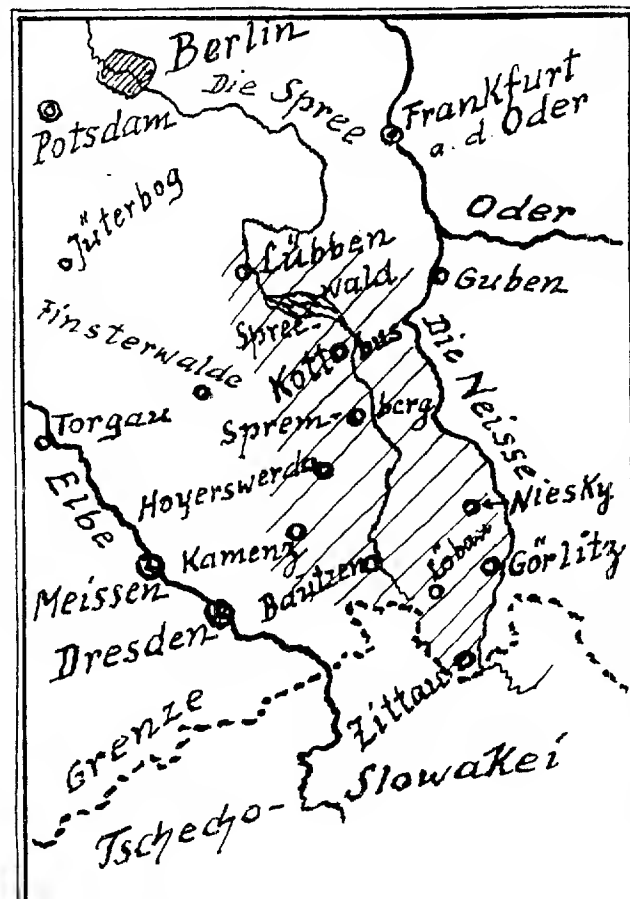 Berlin
Die Spree
Potsdam
Frankfurt
a. d. Oder
Jüterbog
Oder
Lübben
wald
Spree-
Guben
Finsterwalde
Kottbus
Die Neisse
Torgau
Sprem-berg
Elbe
Hoyerswerda
Niesky
Kamenz
Löbau
Görlitz
Bautzen
Meissen
Dresden
Zittau
Grenze
Tschecho-Slowakei